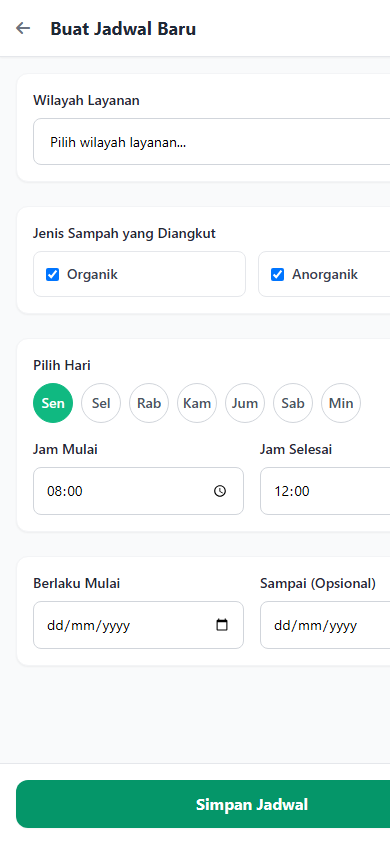 Buat Jadwal Baru
Wilayah Layanan
Pilih wilayah layanan...
Jenis Sampah yang Diangkut
Organik Anorganik
Pilih Hari
Sen Sel Rab Kam Jum Sab Min
Jam Mulai Jam Selesai
08:00 12:00
Berlaku Mulai Sampai (Opsional)
dd/mm/yyyy dd/mm/yyyy
Simpan Jadwal